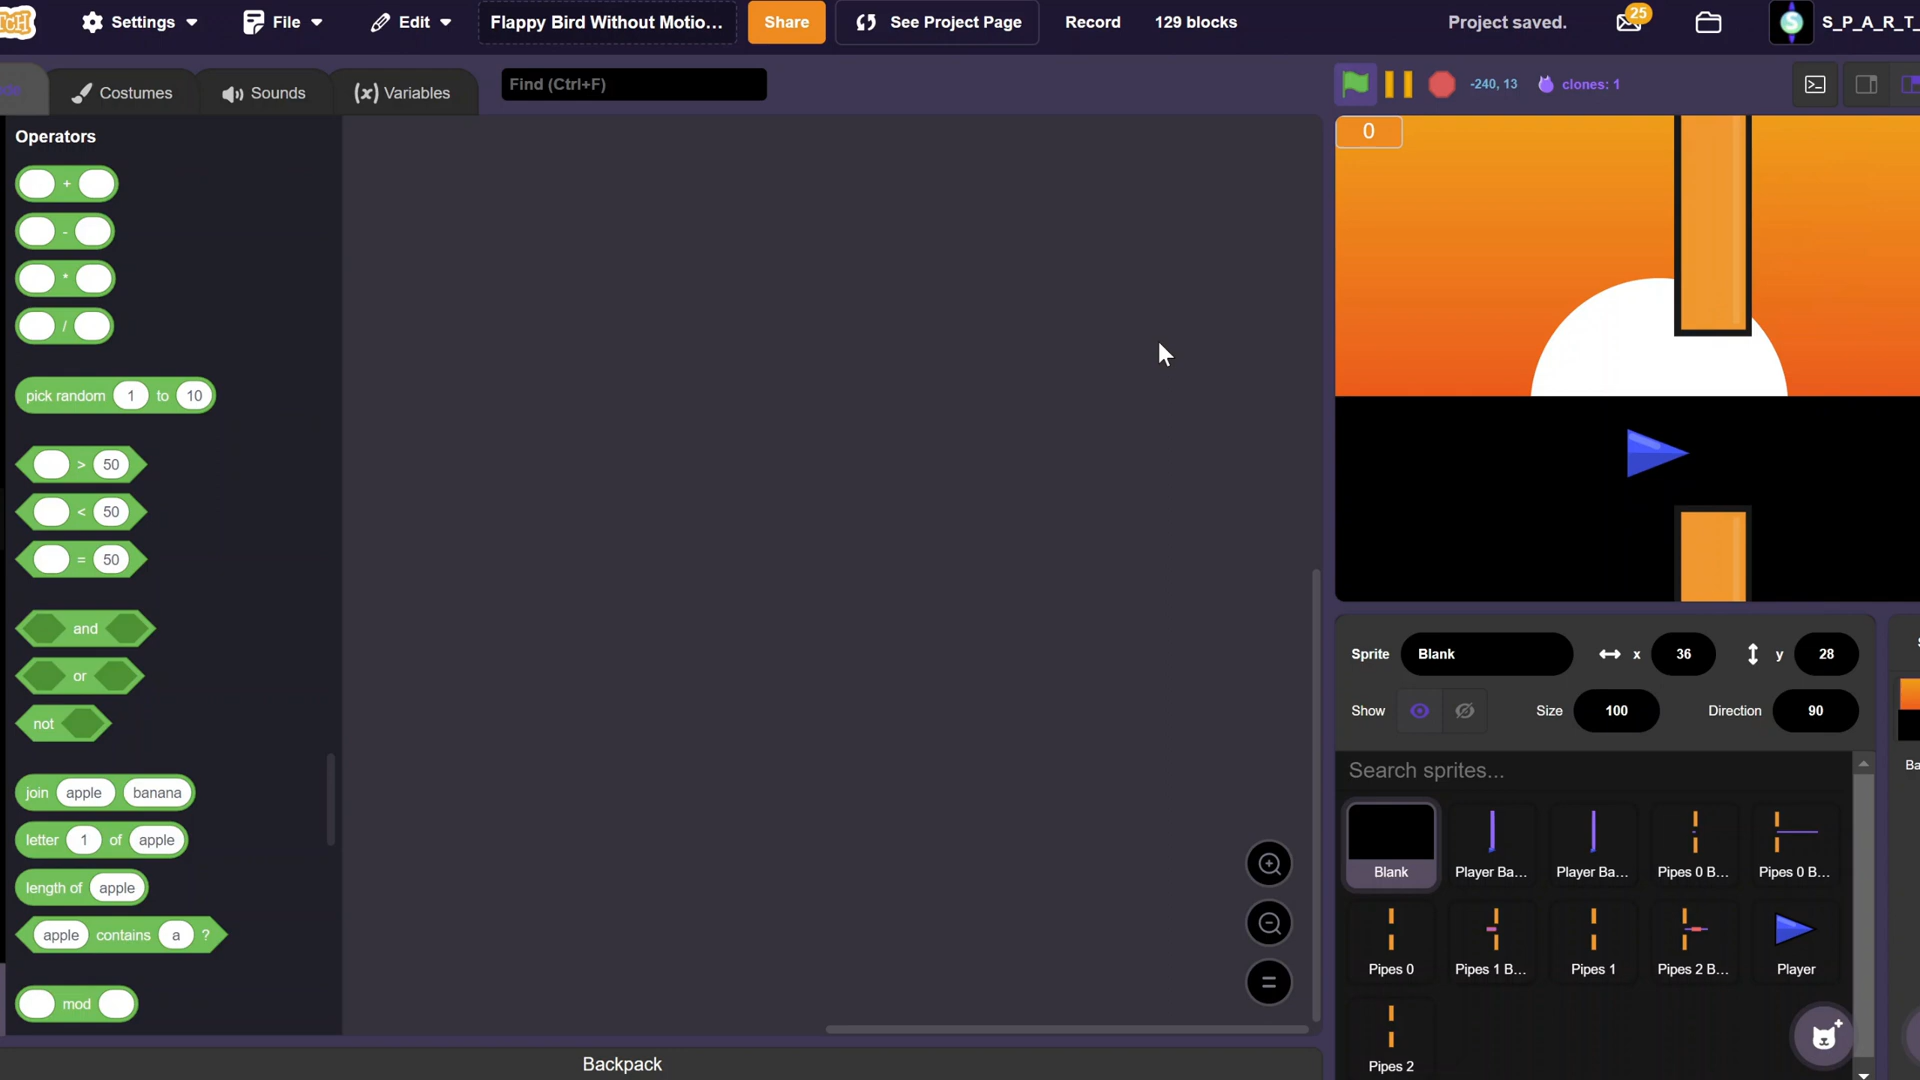 TCH Settings File Edit Flappy Bird Without Motio... Share See Project Page Record 129 blocks Project saved. 25 S_P_A_R_T_
Costumes Sounds (x) Variables Find (Ctrl+F) -240, 13 clones: 1
Operators
0
+
-
*
/
pick random 1 to 10
> 50
< 50
= 50
and
or
not
join apple banana
letter 1 of apple
length of apple
apple contains a ?
mod
Sprite Blank x 36 y 28
Show Size 100 Direction 90
Search sprites...
Blank Player Ba... Player Ba... Pipes 0 B... Pipes 0 B...
Pipes 0 Pipes 1 B... Pipes 1 Pipes 2 B... Player
Pipes 2
Ba
Backpack